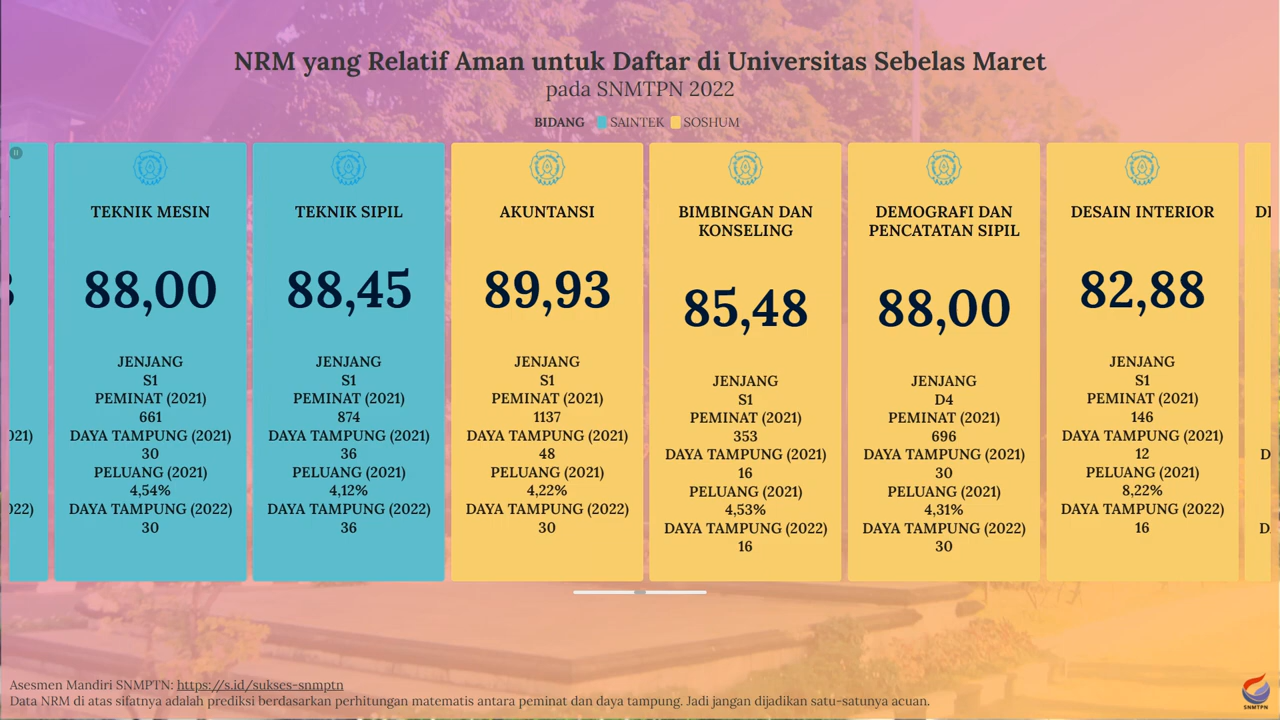 NRM yang Relatif Aman untuk Daftar di Universitas Sebelas Maret
pada SNMTPN 2022
BIDANG SAINTEK SOSHUM
TEKNIK MESIN
88,00
JENJANG
S1
PEMINAT (2021)
661
DAYA TAMPUNG (2021)
30
PELUANG (2021)
4,54%
DAYA TAMPUNG (2022)
30
TEKNIK SIPIL
88,45
JENJANG
S1
PEMINAT (2021)
874
DAYA TAMPUNG (2021)
36
PELUANG (2021)
4,12%
DAYA TAMPUNG (2022)
36
AKUNTANSI
89,93
JENJANG
S1
PEMINAT (2021)
1137
DAYA TAMPUNG (2021)
48
PELUANG (2021)
4,22%
DAYA TAMPUNG (2022)
30
BIMBINGAN DAN
KONSELING
85,48
JENJANG
S1
PEMINAT (2021)
353
DAYA TAMPUNG (2021)
16
PELUANG (2021)
4,53%
DAYA TAMPUNG (2022)
16
DEMOGRAFI DAN
PENCATATAN SIPIL
88,00
JENJANG
D4
PEMINAT (2021)
696
DAYA TAMPUNG (2021)
30
PELUANG (2021)
4,31%
DAYA TAMPUNG (2022)
30
DESAIN INTERIOR
82,88
JENJANG
S1
PEMINAT (2021)
146
DAYA TAMPUNG (2021)
12
PELUANG (2021)
8,22%
DAYA TAMPUNG (2022)
16
Asesmen Mandiri SNMPTN: https://s.id/sukses-snmptn
Data NRM di atas sifatnya adalah prediksi berdasarkan perhitungan matematis antara peminat dan daya tampung. Jadi jangan dijadikan satu-satunya acuan.
SNMTPN